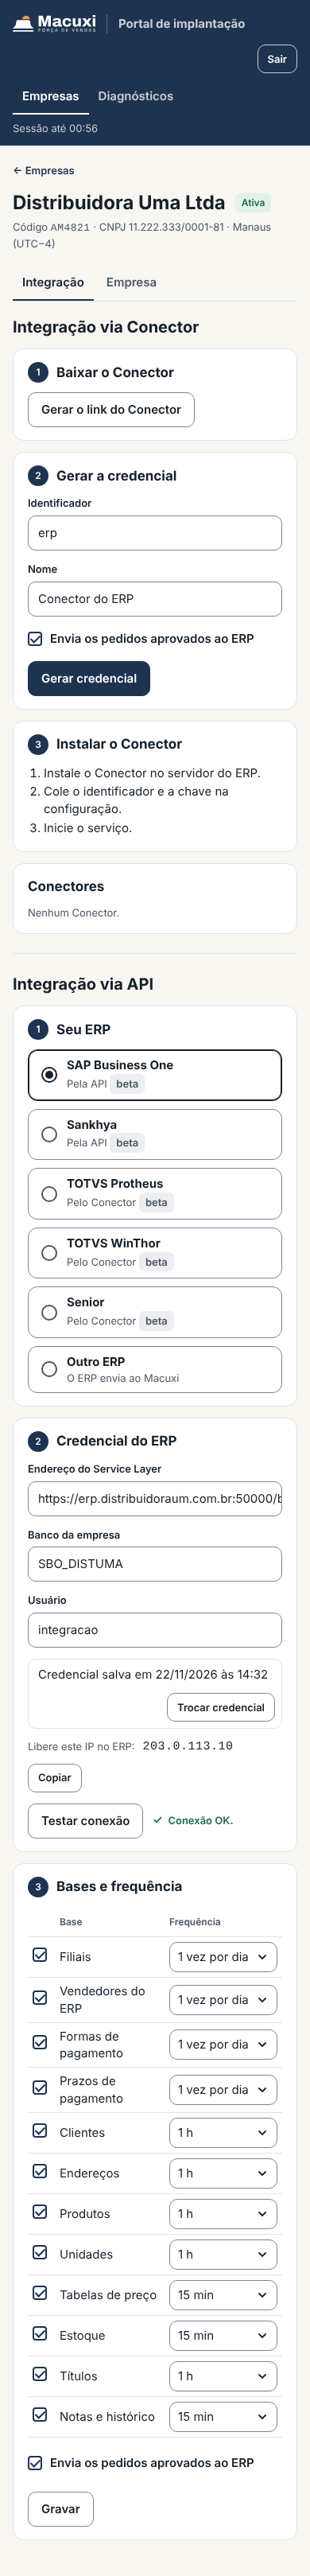 Macuxi
FORÇA DE VENDAS
Portal de implantação
Sair
Empresas
Diagnósticos
Sessão até 00:56
← Empresas
Distribuidora Uma Ltda
Ativa
Código AM4821 · CNPJ 11.222.333/0001-81 · Manaus
(UTC−4)
Integração
Empresa
Integração via Conector
1 Baixar o Conector
Gerar o link do Conector
2 Gerar a credencial
Identificador
erp
Nome
Conector do ERP
Envia os pedidos aprovados ao ERP
Gerar credencial
3 Instalar o Conector
1. Instale o Conector no servidor do ERP.
2. Cole o identificador e a chave na
configuração.
3. Inicie o serviço.
Conectores
Nenhum Conector.
Integração via API
1 Seu ERP
SAP Business One
Pela API beta
Sankhya
Pela API beta
TOTVS Protheus
Pelo Conector beta
TOTVS WinThor
Pelo Conector beta
Senior
Pelo Conector beta
Outro ERP
O ERP envia ao Macuxi
2 Credencial do ERP
Endereço do Service Layer
https://erp.distribuidoraum.com.br:50000/b
Banco da empresa
SBO_DISTUMA
Usuário
integracao
Credencial salva em 22/11/2026 às 14:32
Trocar credencial
Libere este IP no ERP: 203.0.113.10
Copiar
Testar conexão
Conexão OK.
3 Bases e frequência
Base Frequência
Filiais 1 vez por dia
Vendedores do
ERP
1 vez por dia
Formas de
pagamento
1 vez por dia
Prazos de
pagamento
1 vez por dia
Clientes 1 h
Endereços 1 h
Produtos 1 h
Unidades 1 h
Tabelas de preço 15 min
Estoque 15 min
Títulos 1 h
Notas e histórico 15 min
Envia os pedidos aprovados ao ERP
Gravar